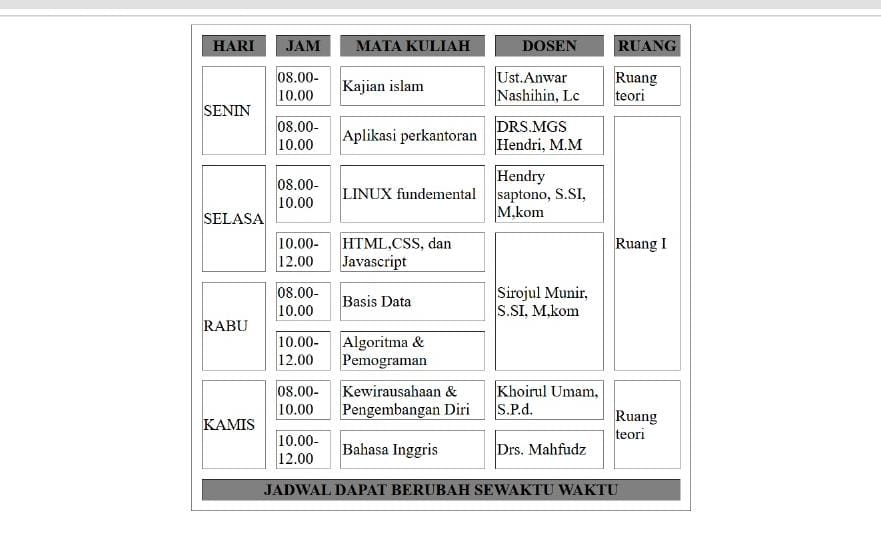 HARI JAM MATA KULIAH DOSEN RUANG
SENIN
08.00-
10.00
Kajian islam
Ust.Anwar
Nashihin, Lc
Ruang
teori
08.00-
10.00
Aplikasi perkantoran
DRS.MGS
Hendri, M.M
Ruang I
SELASA
08.00-
10.00
LINUX fundemental
Hendry
saptono, S.SI,
M,kom
10.00-
12.00
HTML,CSS, dan
Javascript
Sirojul Munir,
S.SI, M,kom
RABU
08.00-
10.00
Basis Data
10.00-
12.00
Algoritma &
Pemograman
KAMIS
08.00-
10.00
Kewirausahaan &
Pengembangan Diri
Khoirul Umam,
S.P.d.
Ruang
teori
10.00-
12.00
Bahasa Inggris
Drs. Mahfudz
JADWAL DAPAT BERUBAH SEWAKTU WAKTU